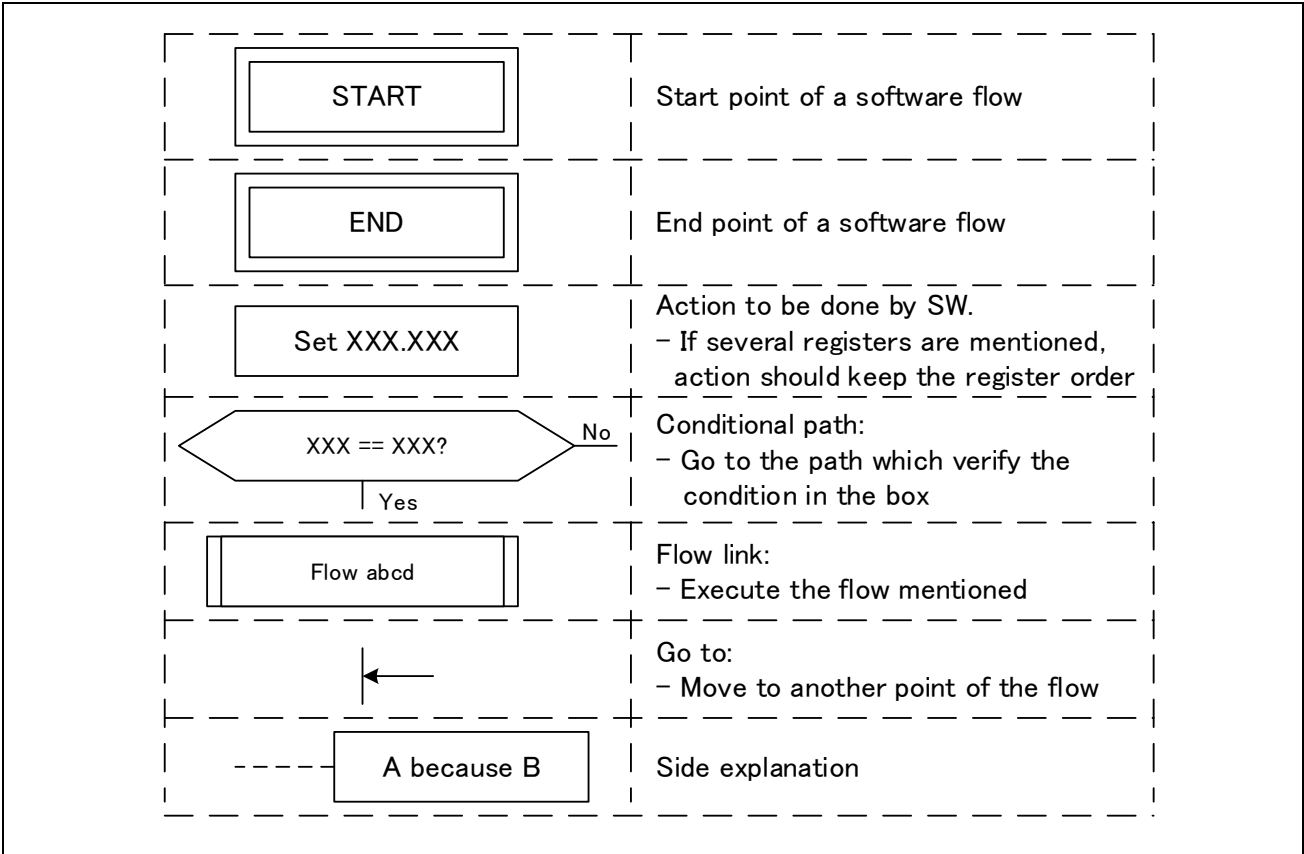 START
Start point of a software flow
END
End point of a software flow
Set XXX.XXX
Action to be done by SW.
- If several registers are mentioned,
action should keep the register order
XXX == XXX?
No
Yes
Conditional path:
- Go to the path which verify the
condition in the box
Flow abcd
Flow link:
- Execute the flow mentioned
Go to:
- Move to another point of the flow
A because B
Side explanation